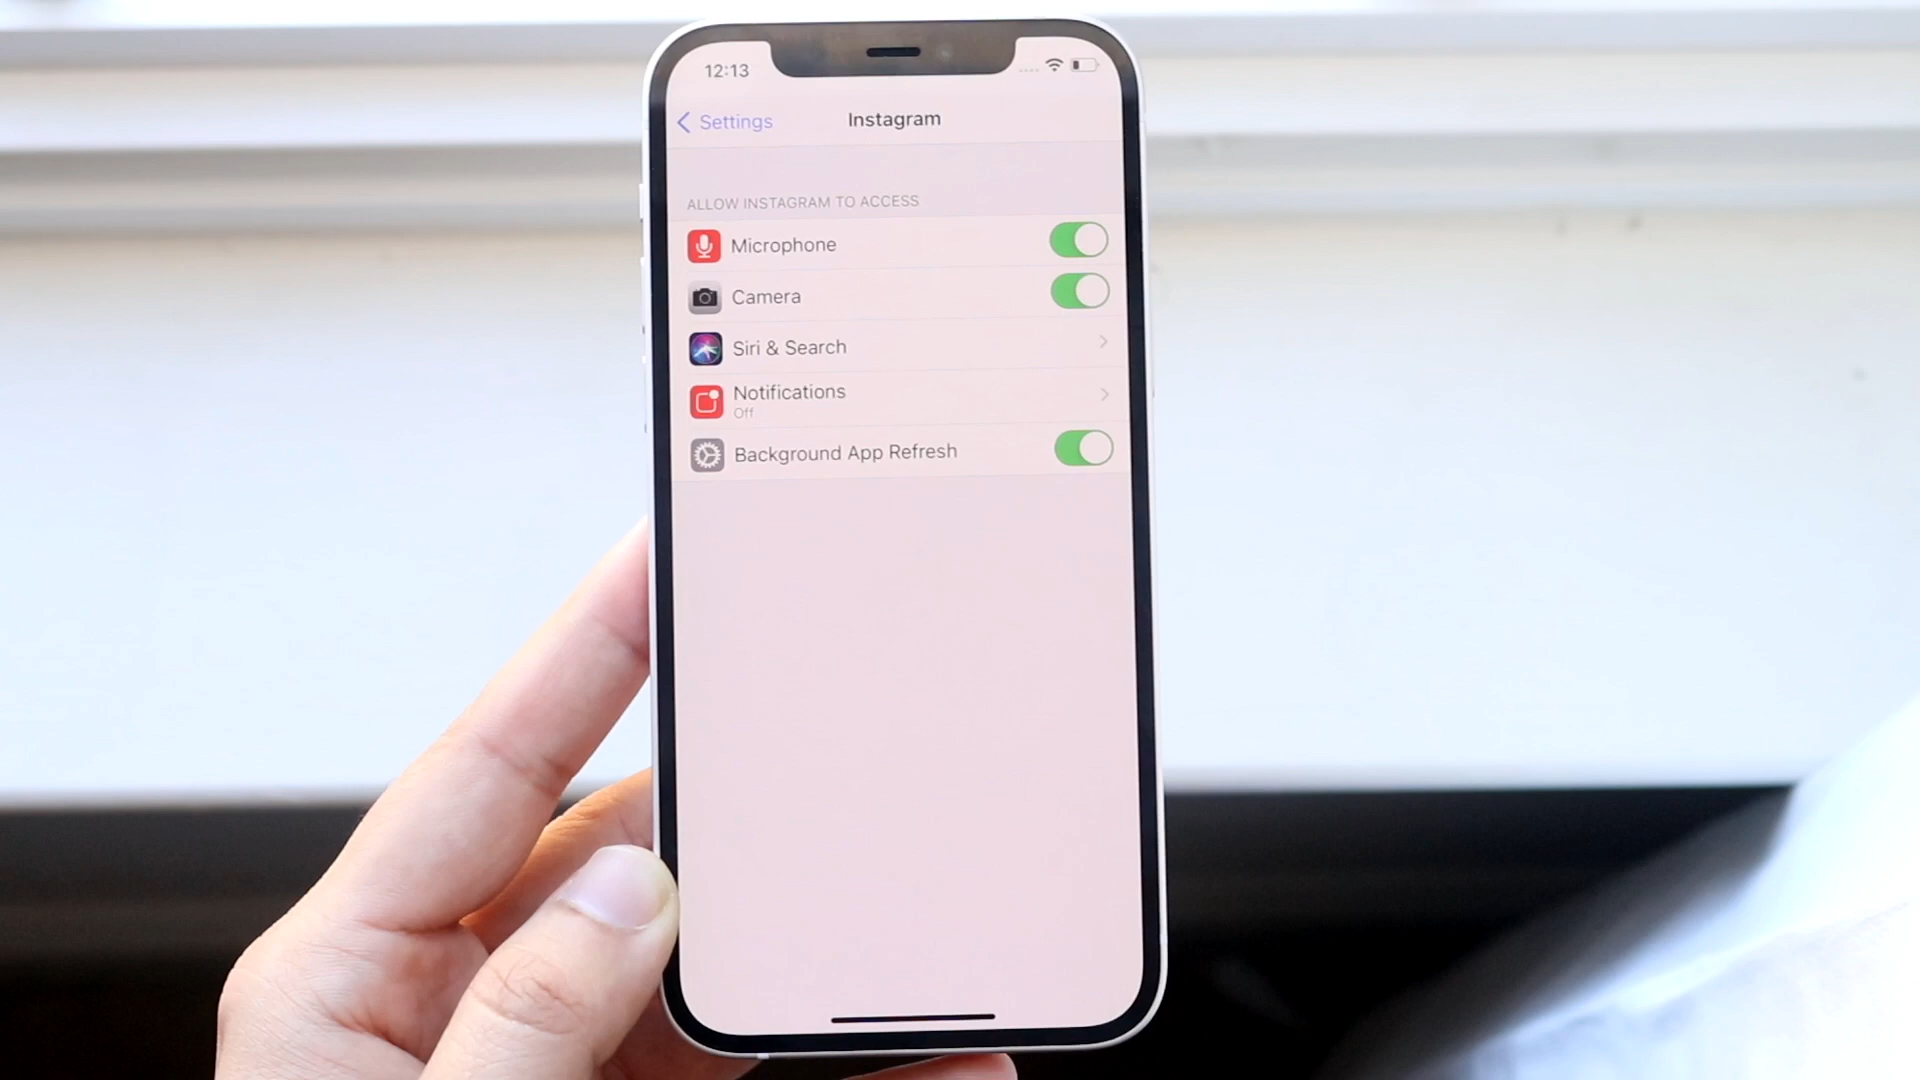 12:13
Settings
Instagram
ALLOW INSTAGRAM TO ACCESS
Microphone
Camera
Siri & Search
Notifications
Off
Background App Refresh